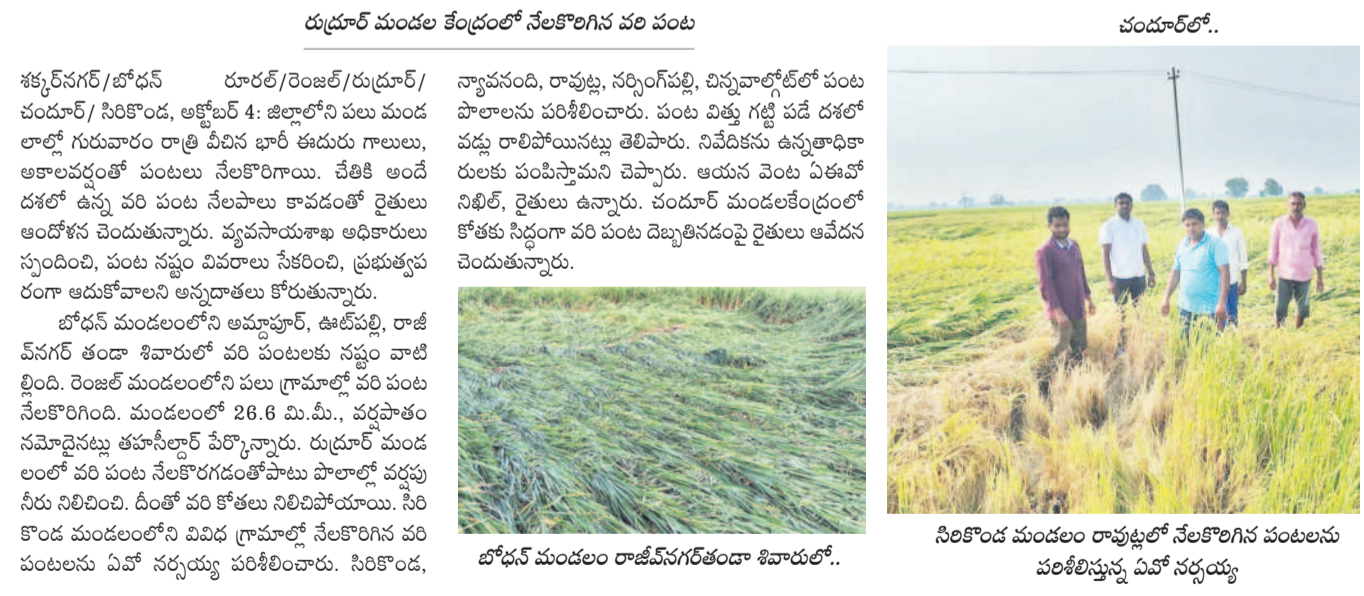 రుద్రూర్ మండల కేంద్రంలో నేలకొరిగిన వరి పంట
చందూర్‌లో..
శక్కర్‌నగర్/బోధన్ రూరల్/రెంజల్/రుద్రూర్/
చందూర్/ సిరికొండ, అక్టోబర్ 4: జిల్లాలోని పలు మండ
లాల్లో గురువారం రాత్రి వీచిన భారీ ఈదురు గాలులు,
అకాలవర్షంతో పంటలు నేలకొరిగాయి. చేతికి అందే
దశలో ఉన్న వరి పంట నేలపాలు కావడంతో రైతులు
ఆందోళన చెందుతున్నారు. వ్యవసాయశాఖ అధికారులు
స్పందించి, పంట నష్టం వివరాలు సేకరించి, ప్రభుత్వప
రంగా ఆదుకోవాలని అన్నదాతలు కోరుతున్నారు.
బోధన్ మండలంలోని అమ్దాపూర్, ఊట్‌పల్లి, రాజీ
వ్‌నగర్ తండా శివారులో వరి పంటలకు నష్టం వాటి
ల్లింది. రెంజల్ మండలంలోని పలు గ్రామాల్లో వరి పంట
నేలకొరిగింది. మండలంలో 26.6 మి.మీ., వర్షపాతం
నమోదైనట్లు తహసీల్దార్ పేర్కొన్నారు. రుద్రూర్ మండ
లంలో వరి పంట నేలకొరగడంతోపాటు పొలాల్లో వర్షపు
నీరు నిలిచింది. దీంతో వరి కోతలు నిలిచిపోయాయి. సిరి
కొండ మండలంలోని వివిధ గ్రామాల్లో నేలకొరిగిన వరి
పంటలను ఏవో నర్సయ్య పరిశీలించారు. సిరికొండ,
న్యావనంది, రావుట్ల, నర్సింగ్‌పల్లి, చిన్నవాల్గోట్‌లో పంట
పొలాలను పరిశీలించారు. పంట విత్తు గట్టి పడే దశలో
వడ్లు రాలిపోయినట్లు తెలిపారు. నివేదికను ఉన్నతాధికా
రులకు పంపిస్తామని చెప్పారు. ఆయన వెంట ఏఈవో
నిఖిల్, రైతులు ఉన్నారు. చందూర్ మండలకేంద్రంలో
కోతకు సిద్ధంగా వరి పంట దెబ్బతినడంపై రైతులు ఆవేదన
చెందుతున్నారు.
బోధన్ మండలం రాజీవ్‌నగర్‌తండా శివారులో..
సిరికొండ మండలం రావుట్లలో నేలకొరిగిన పంటలను
పరిశీలిస్తున్న ఏవో నర్సయ్య